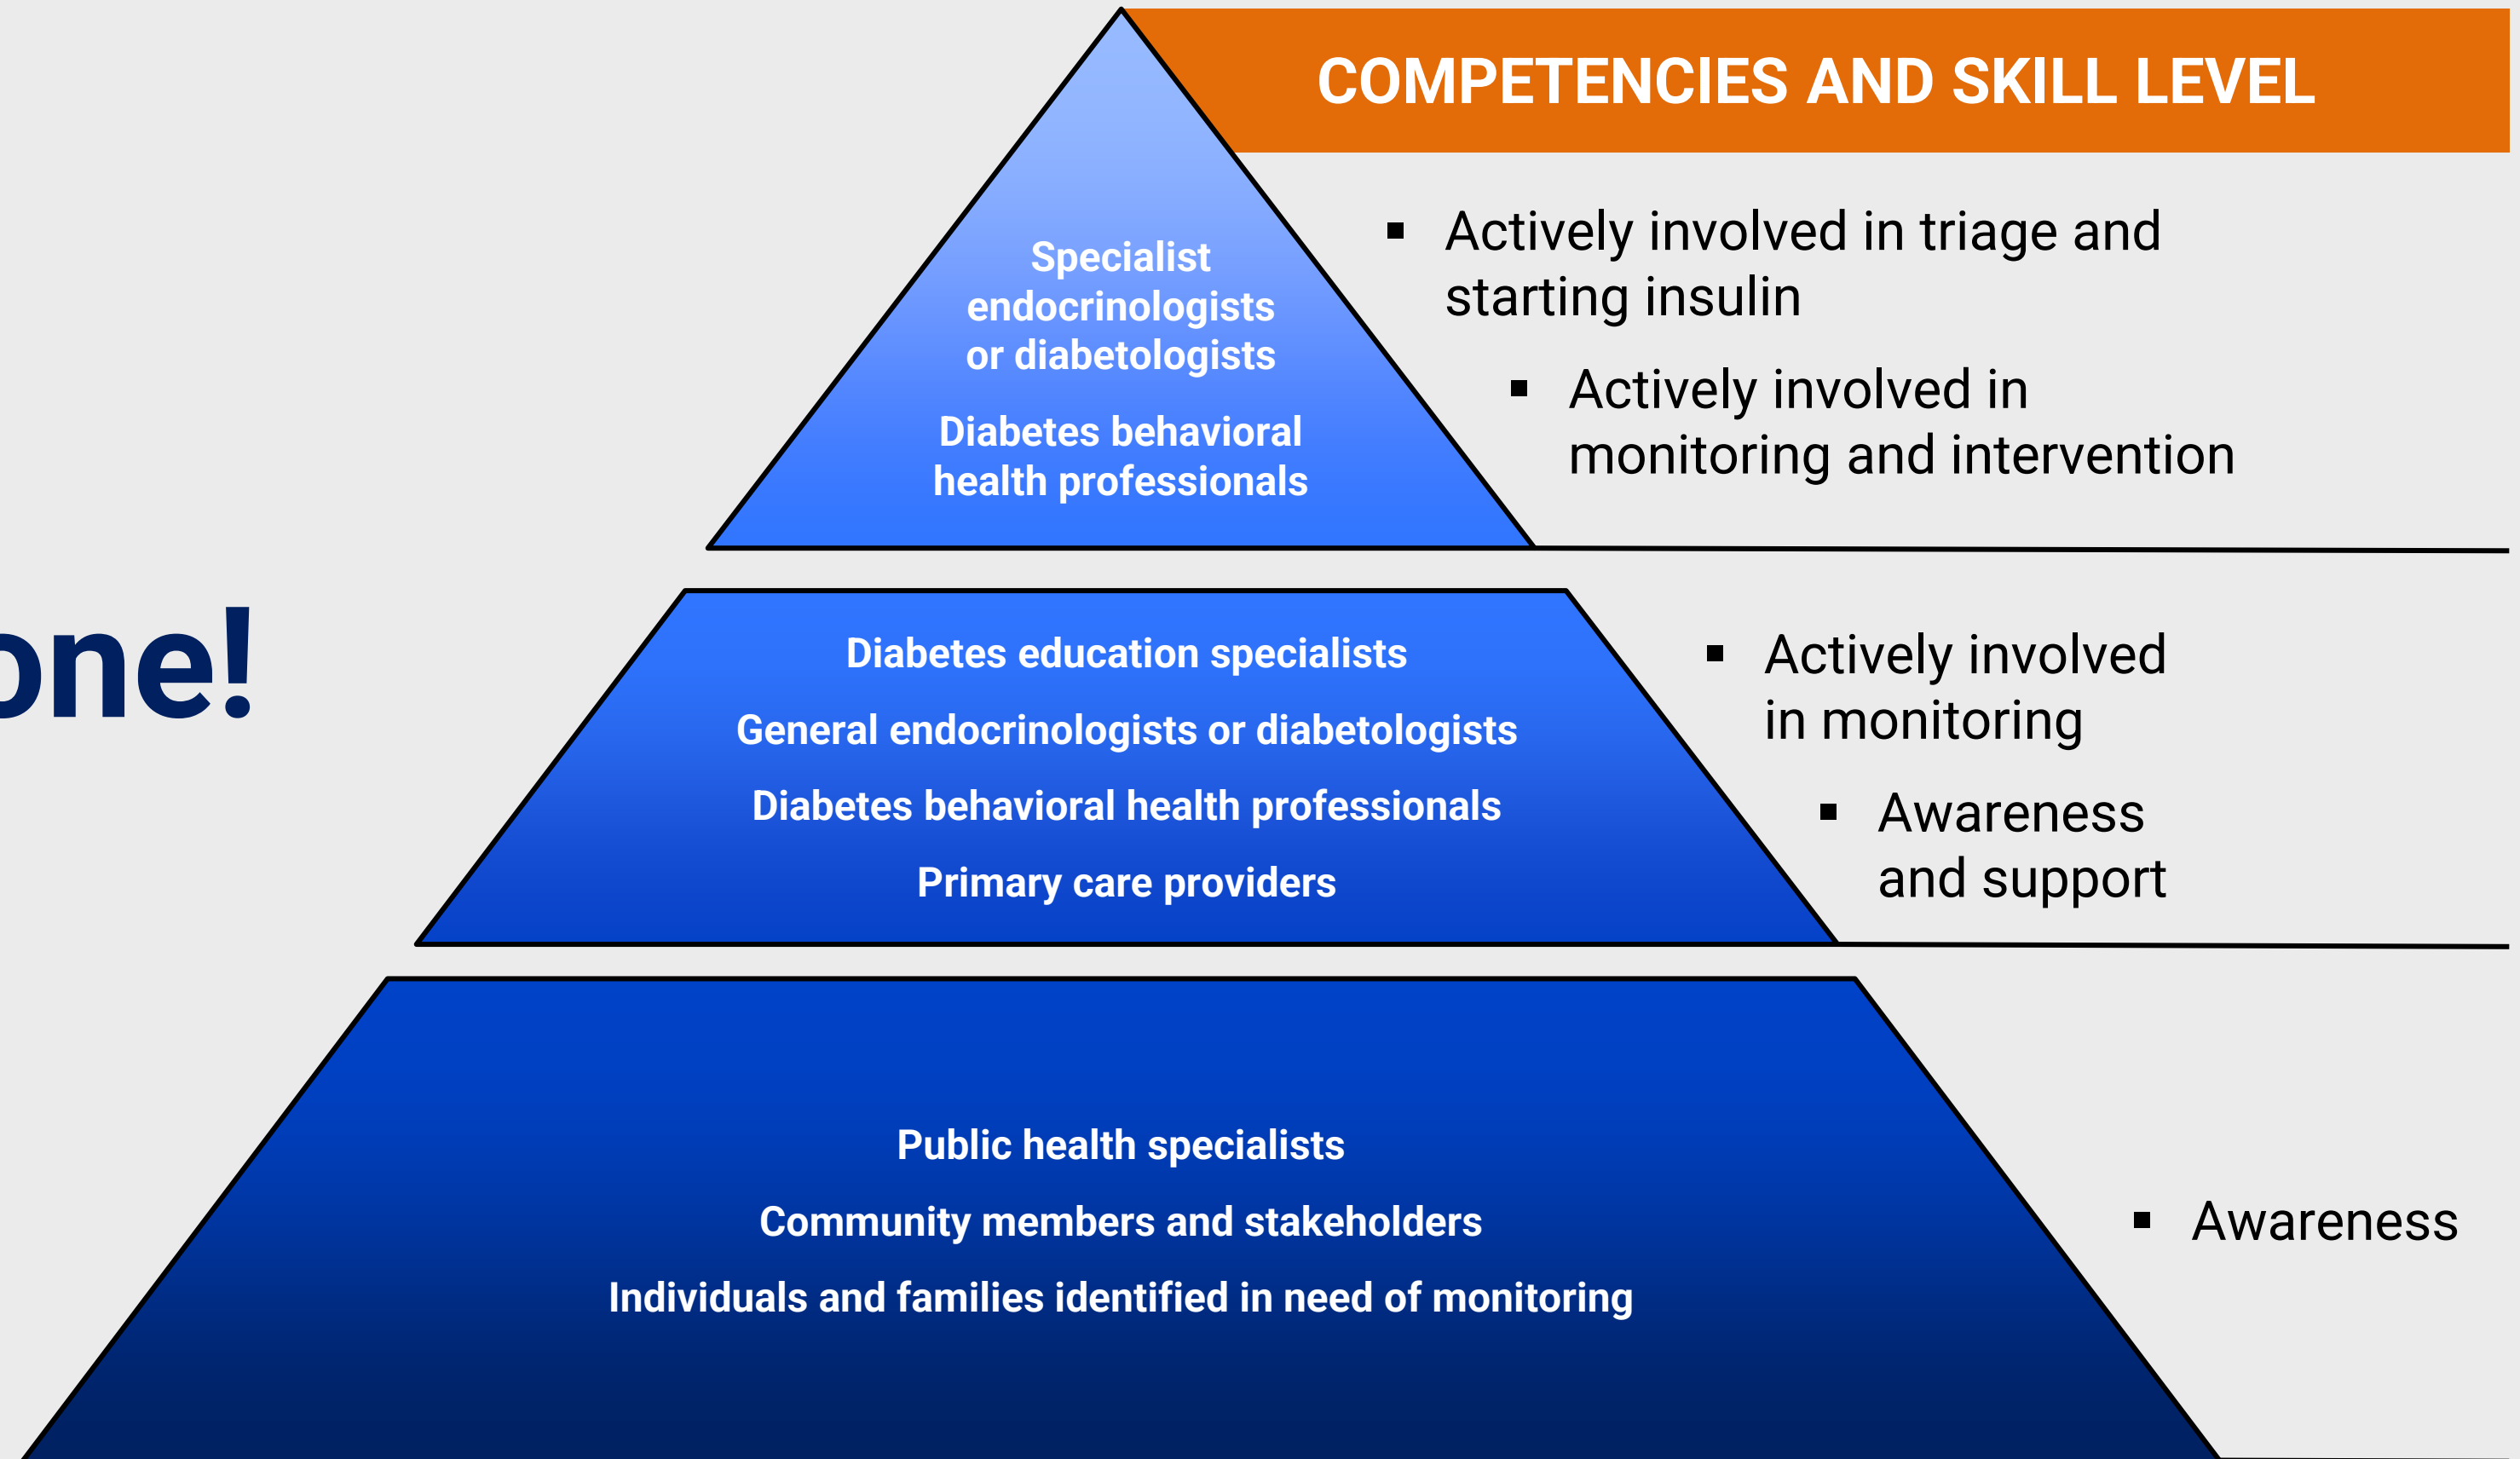 COMPETENCIES AND SKILL LEVEL
Specialist
endocrinologists
or diabetologists
Diabetes behavioral
health professionals
▪ Actively involved in triage and
starting insulin
▪ Actively involved in
monitoring and intervention
one!
Diabetes education specialists
General endocrinologists or diabetologists
Diabetes behavioral health professionals
Primary care providers
▪ Actively involved
in monitoring
▪ Awareness
and support
Public health specialists
Community members and stakeholders
Individuals and families identified in need of monitoring
▪ Awareness